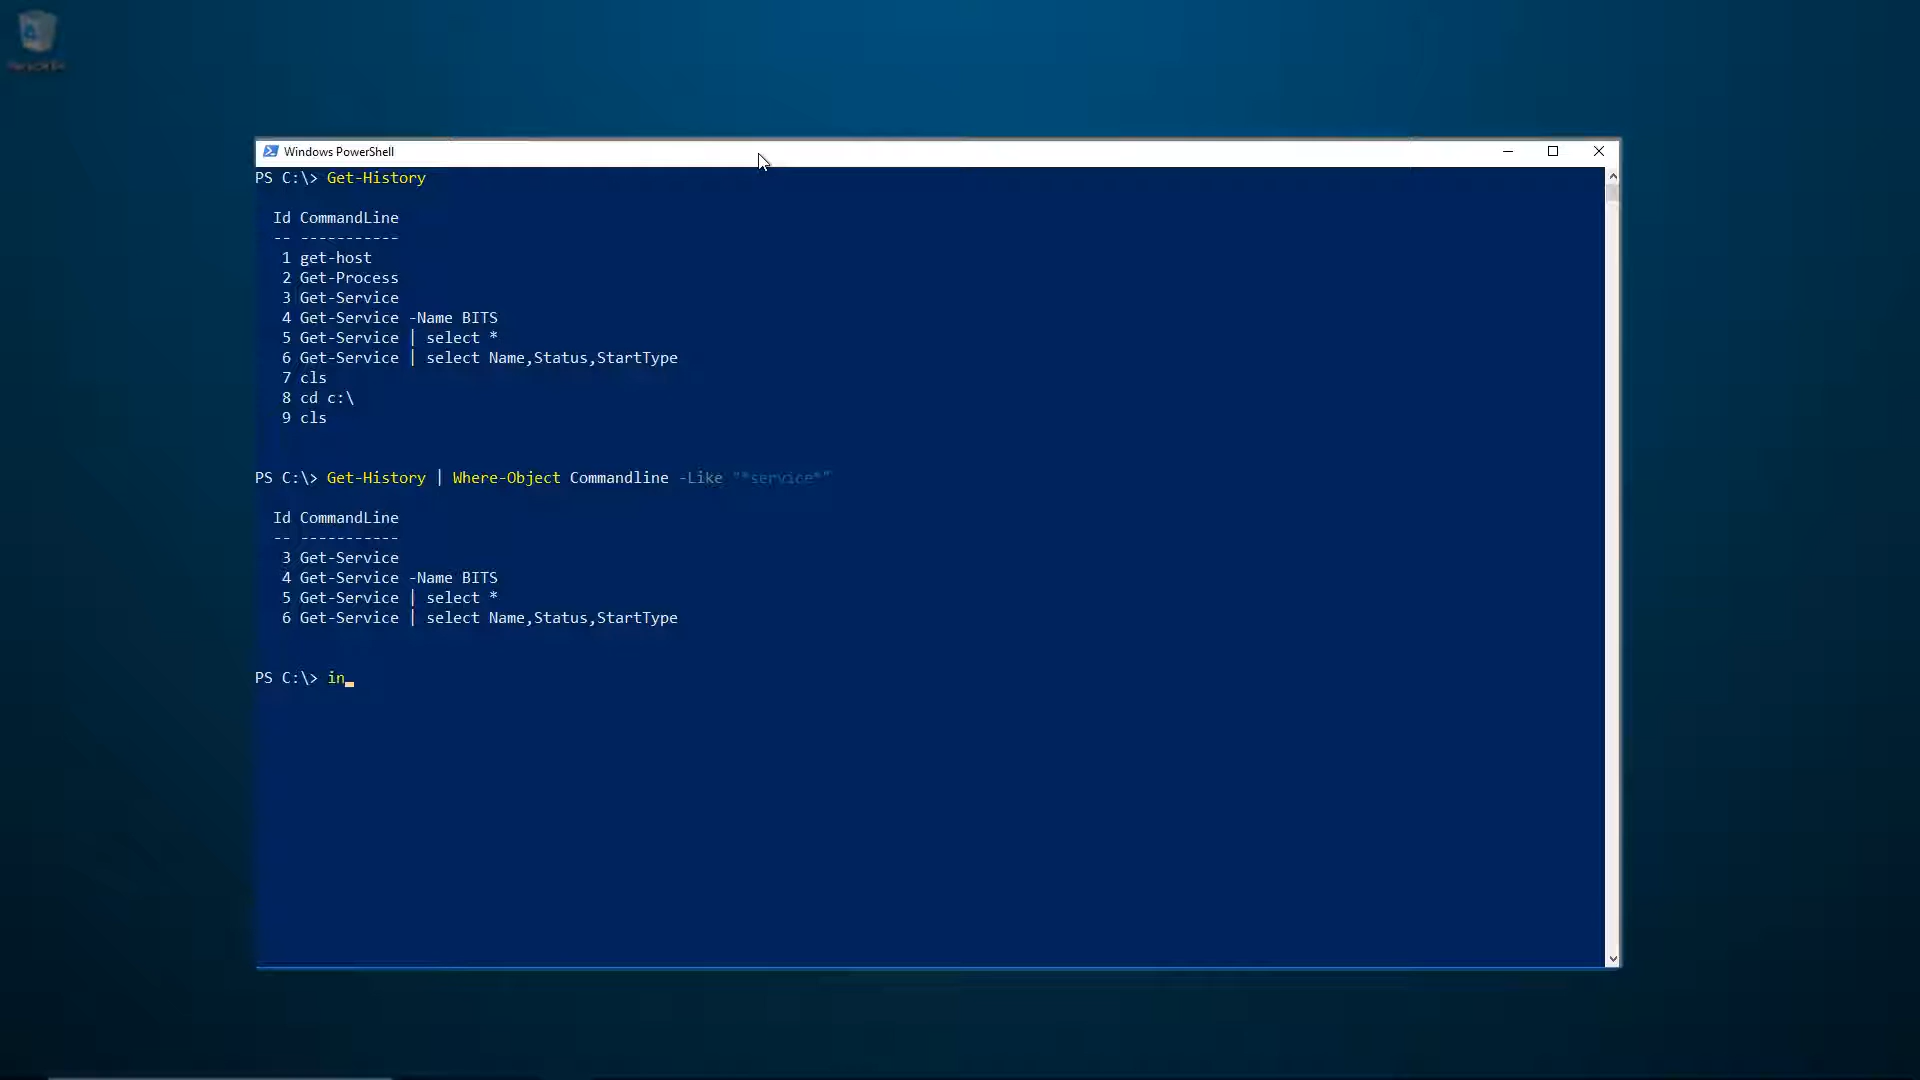 Windows PowerShell
PS C:\> Get-History
Id CommandLine
-- -----------
1 get-host
2 Get-Process
3 Get-Service
4 Get-Service -Name BITS
5 Get-Service | select *
6 Get-Service | select Name,Status,StartType
7 cls
8 cd c:\
9 cls
PS C:\> Get-History | Where-Object Commandline -Like "*service*"
Id CommandLine
-- -----------
3 Get-Service
4 Get-Service -Name BITS
5 Get-Service | select *
6 Get-Service | select Name,Status,StartType
PS C:\> in